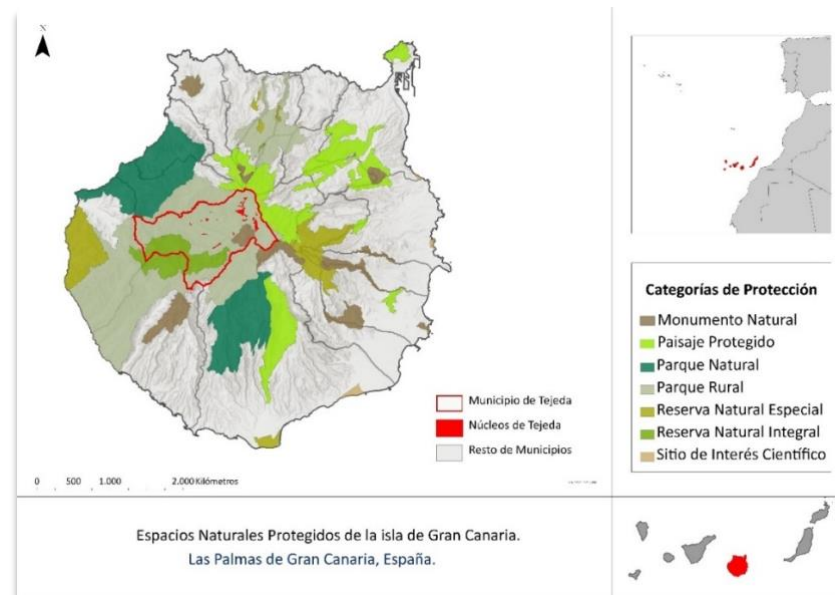 N
Municipio de Tejeda
Núcleos de Tejeda
Resto de Municipios
0 500 1.000 2.000 Kilómetros
Categorías de Protección
Monumento Natural
Paisaje Protegido
Parque Natural
Parque Rural
Reserva Natural Especial
Reserva Natural Integral
Sitio de Interés Científico
Espacios Naturales Protegidos de la isla de Gran Canaria.
Las Palmas de Gran Canaria, España.